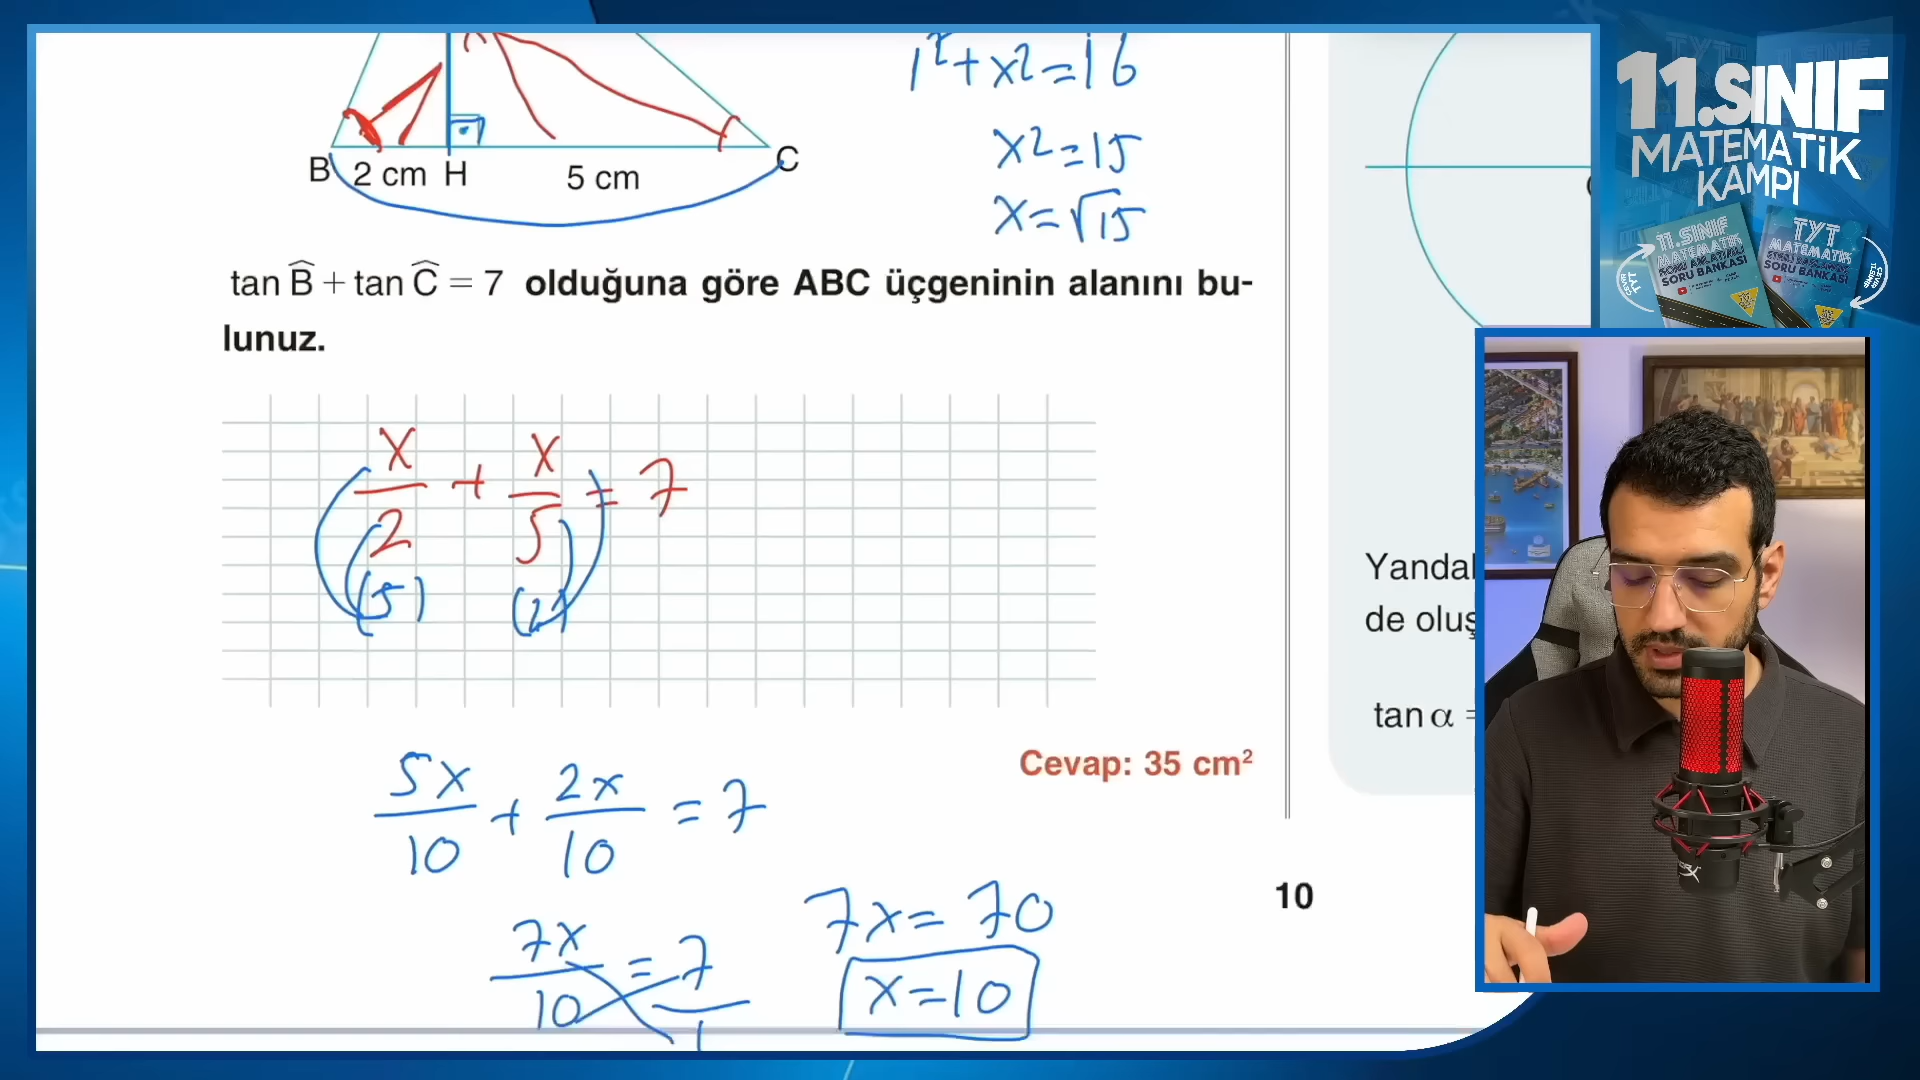 1²+x2=16
x2=15
x=√15
B 2 cm H 5 cm C
tan B̂ + tan Ĉ = 7 olduğuna göre ABC üçgeninin alanını bu-
lunuz.
x/2 + x/5 = 7
(5) (2)
Cevap: 35 cm²
5x/10 + 2x/10 = 7
7x/10 = 7/1
7x = 70
x=10
10
Yandal
de oluş
tan α =
11.SINIF
MATEMATİK
KAMPI
11.SINIF
MATEMATİK
KONU ANLATIMLI
SORU BANKASI
TYT
MATEMATİK
KONU ANLATIMLI
SORU BANKASI